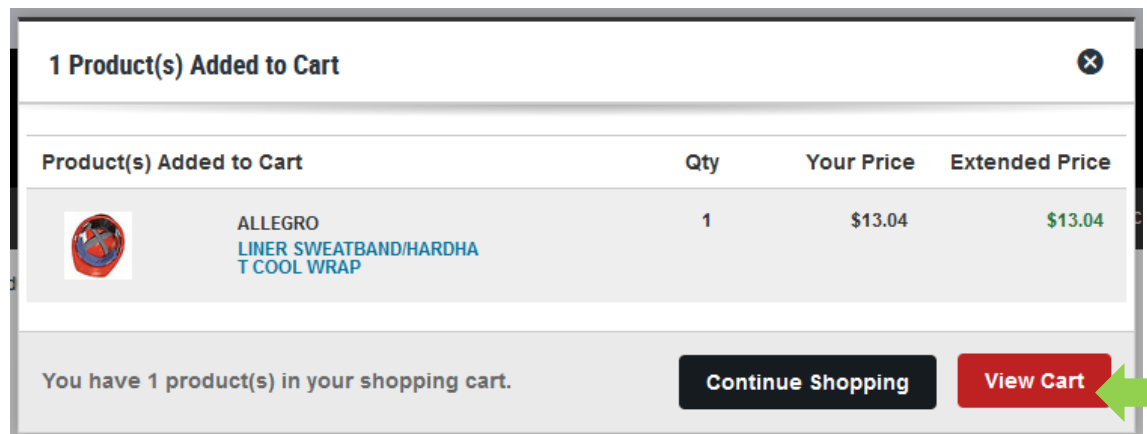 1 Product(s) Added to Cart
Product(s) Added to Cart Qty Your Price Extended Price
ALLEGRO 1 $13.04 $13.04
LINER SWEATBAND/HARDHA
T COOL WRAP
You have 1 product(s) in your shopping cart. Continue Shopping View Cart